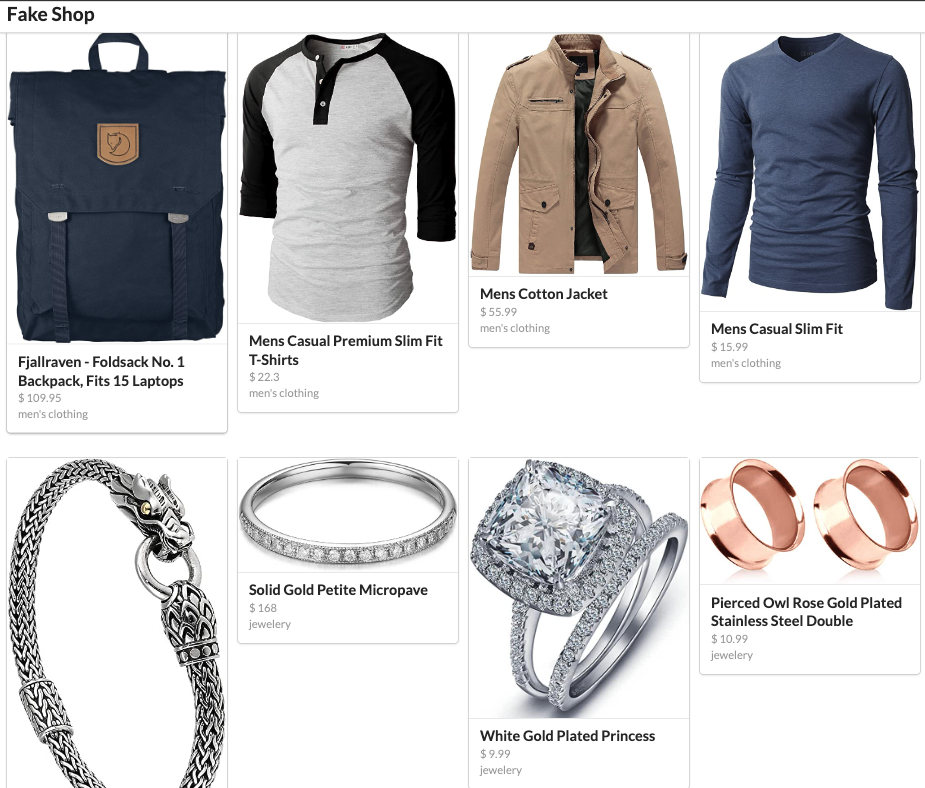 Fake Shop
Fjallraven - Foldsack No. 1
Backpack, Fits 15 Laptops
$ 109.95
men's clothing
Mens Casual Premium Slim Fit
T-Shirts
$ 22.3
men's clothing
Mens Cotton Jacket
$ 55.99
men's clothing
Mens Casual Slim Fit
$ 15.99
men's clothing
Solid Gold Petite Micropave
$ 168
jewelery
White Gold Plated Princess
$ 9.99
jewelery
Pierced Owl Rose Gold Plated
Stainless Steel Double
$ 10.99
jewelery